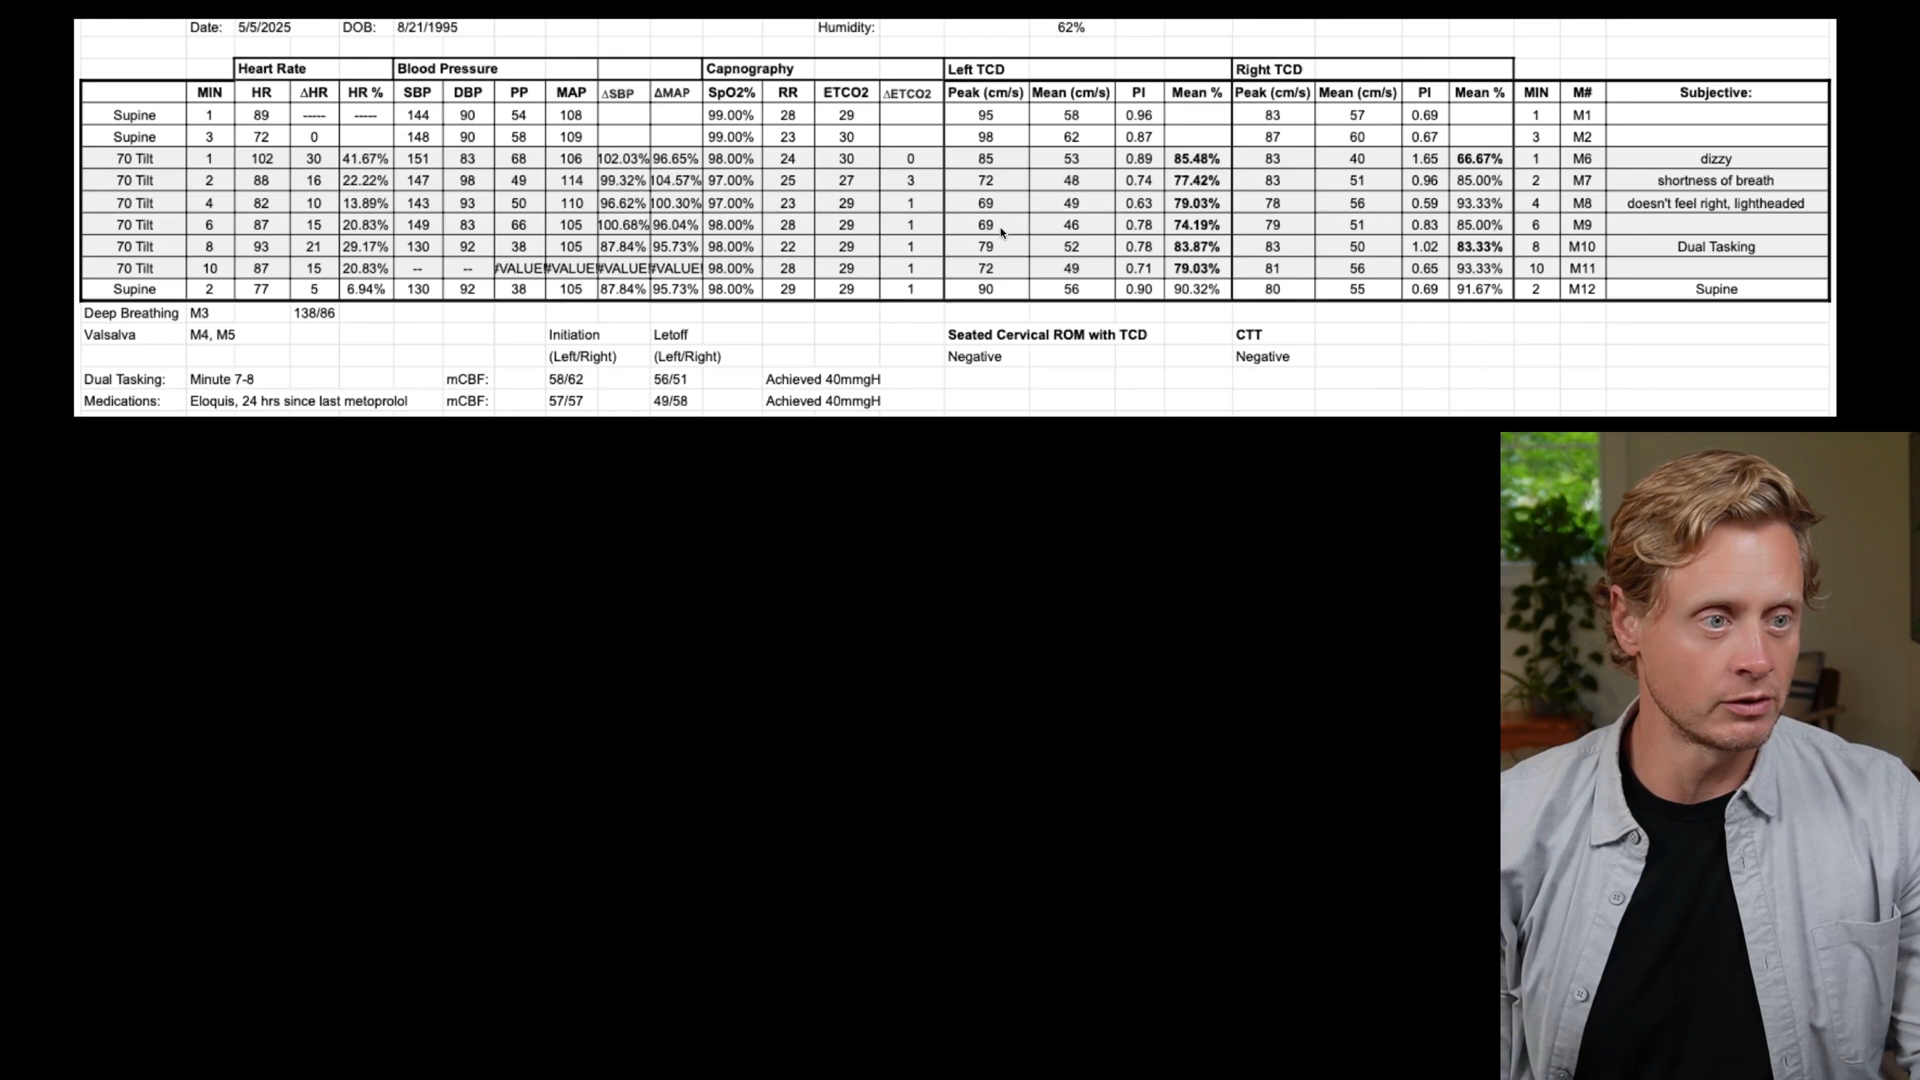 Date: 5/5/2025 DOB: 8/21/1995 Humidity: 62%
Heart Rate Blood Pressure Capnography Left TCD Right TCD
MIN HR ΔHR HR % SBP DBP PP MAP ΔSBP ΔMAP SpO2% RR ETCO2 ΔETCO2 Peak (cm/s) Mean (cm/s) PI Mean % Peak (cm/s) Mean (cm/s) PI Mean % MIN M# Subjective:
Supine 1 89 ----- ----- 144 90 54 108 99.00% 28 29 95 58 0.96 83 57 0.69 1 M1
Supine 3 72 0 148 90 58 109 99.00% 23 30 98 62 0.87 87 60 0.67 3 M2
70 Tilt 1 102 30 41.67% 151 83 68 106 102.03% 96.65% 98.00% 24 30 0 85 53 0.89 85.48% 83 40 1.65 66.67% 1 M6 dizzy
70 Tilt 2 88 16 22.22% 147 98 49 114 99.32% 104.57% 97.00% 25 27 3 72 48 0.74 77.42% 83 51 0.96 85.00% 2 M7 shortness of breath
70 Tilt 4 82 10 13.89% 143 93 50 110 96.62% 100.30% 97.00% 23 29 1 69 49 0.63 79.03% 78 56 0.59 93.33% 4 M8 doesn't feel right, lightheaded
70 Tilt 6 87 15 20.83% 149 83 66 105 100.68% 96.04% 98.00% 28 29 1 69 46 0.78 74.19% 79 51 0.83 85.00% 6 M9
70 Tilt 8 93 21 29.17% 130 92 38 105 87.84% 95.73% 98.00% 22 29 1 79 52 0.78 83.87% 83 50 1.02 83.33% 8 M10 Dual Tasking
70 Tilt 10 87 15 20.83% -- -- #VALUE! #VALUE! #VALUE! #VALUE! 98.00% 28 29 1 72 49 0.71 79.03% 81 56 0.65 93.33% 10 M11
Supine 2 77 5 6.94% 130 92 38 105 87.84% 95.73% 98.00% 29 29 1 90 56 0.90 90.32% 80 55 0.69 91.67% 2 M12 Supine
Deep Breathing M3 138/86
Valsalva M4, M5 Initiation Letoff Seated Cervical ROM with TCD CTT
(Left/Right) (Left/Right) Negative Negative
Dual Tasking: Minute 7-8 mCBF: 58/62 56/51 Achieved 40mmgH
Medications: Eloquis, 24 hrs since last metoprolol mCBF: 57/57 49/58 Achieved 40mmgH